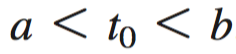 a < t₀ < b